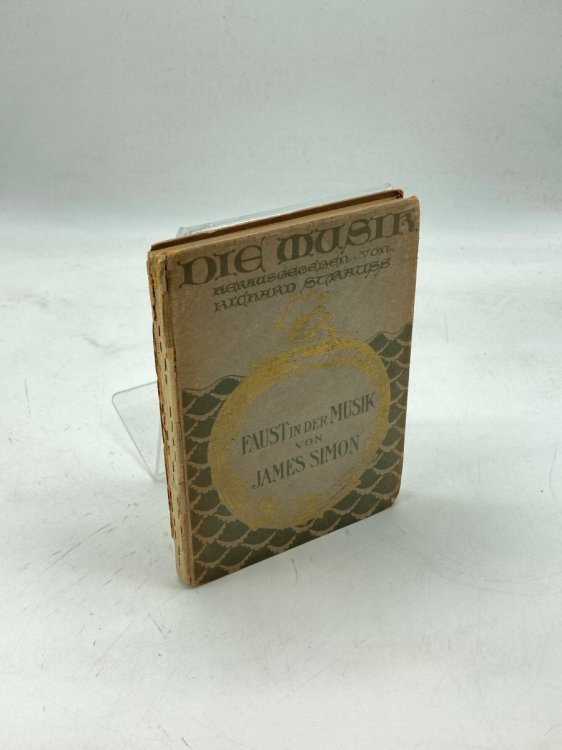 DIE MUSIK
HERAUSGEGEBEN VON
RICHARD STRAUSS
FAUST IN DER MUSIK
VON
JAMES SIMON